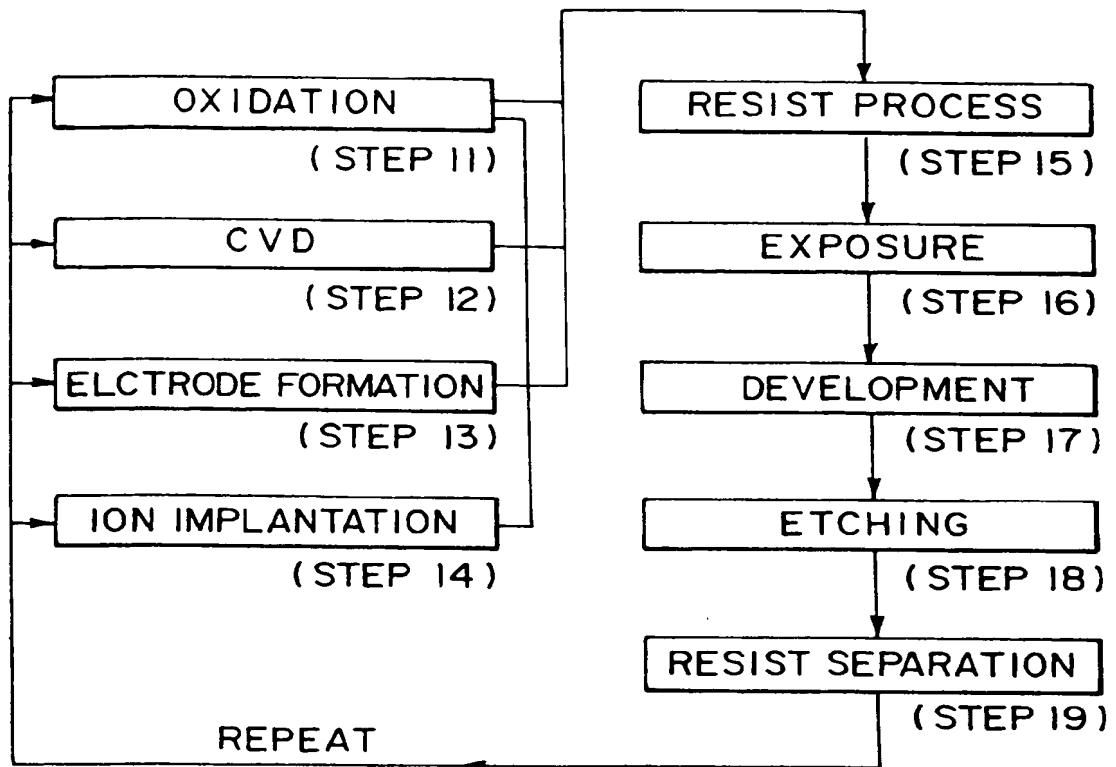 OXIDATION
(STEP 11)
CVD
(STEP 12)
ELCTRODE FORMATION
(STEP 13)
ION IMPLANTATION
(STEP 14)
RESIST PROCESS
(STEP 15)
EXPOSURE
(STEP 16)
DEVELOPMENT
(STEP 17)
ETCHING
(STEP 18)
RESIST SEPARATION
(STEP 19)
REPEAT